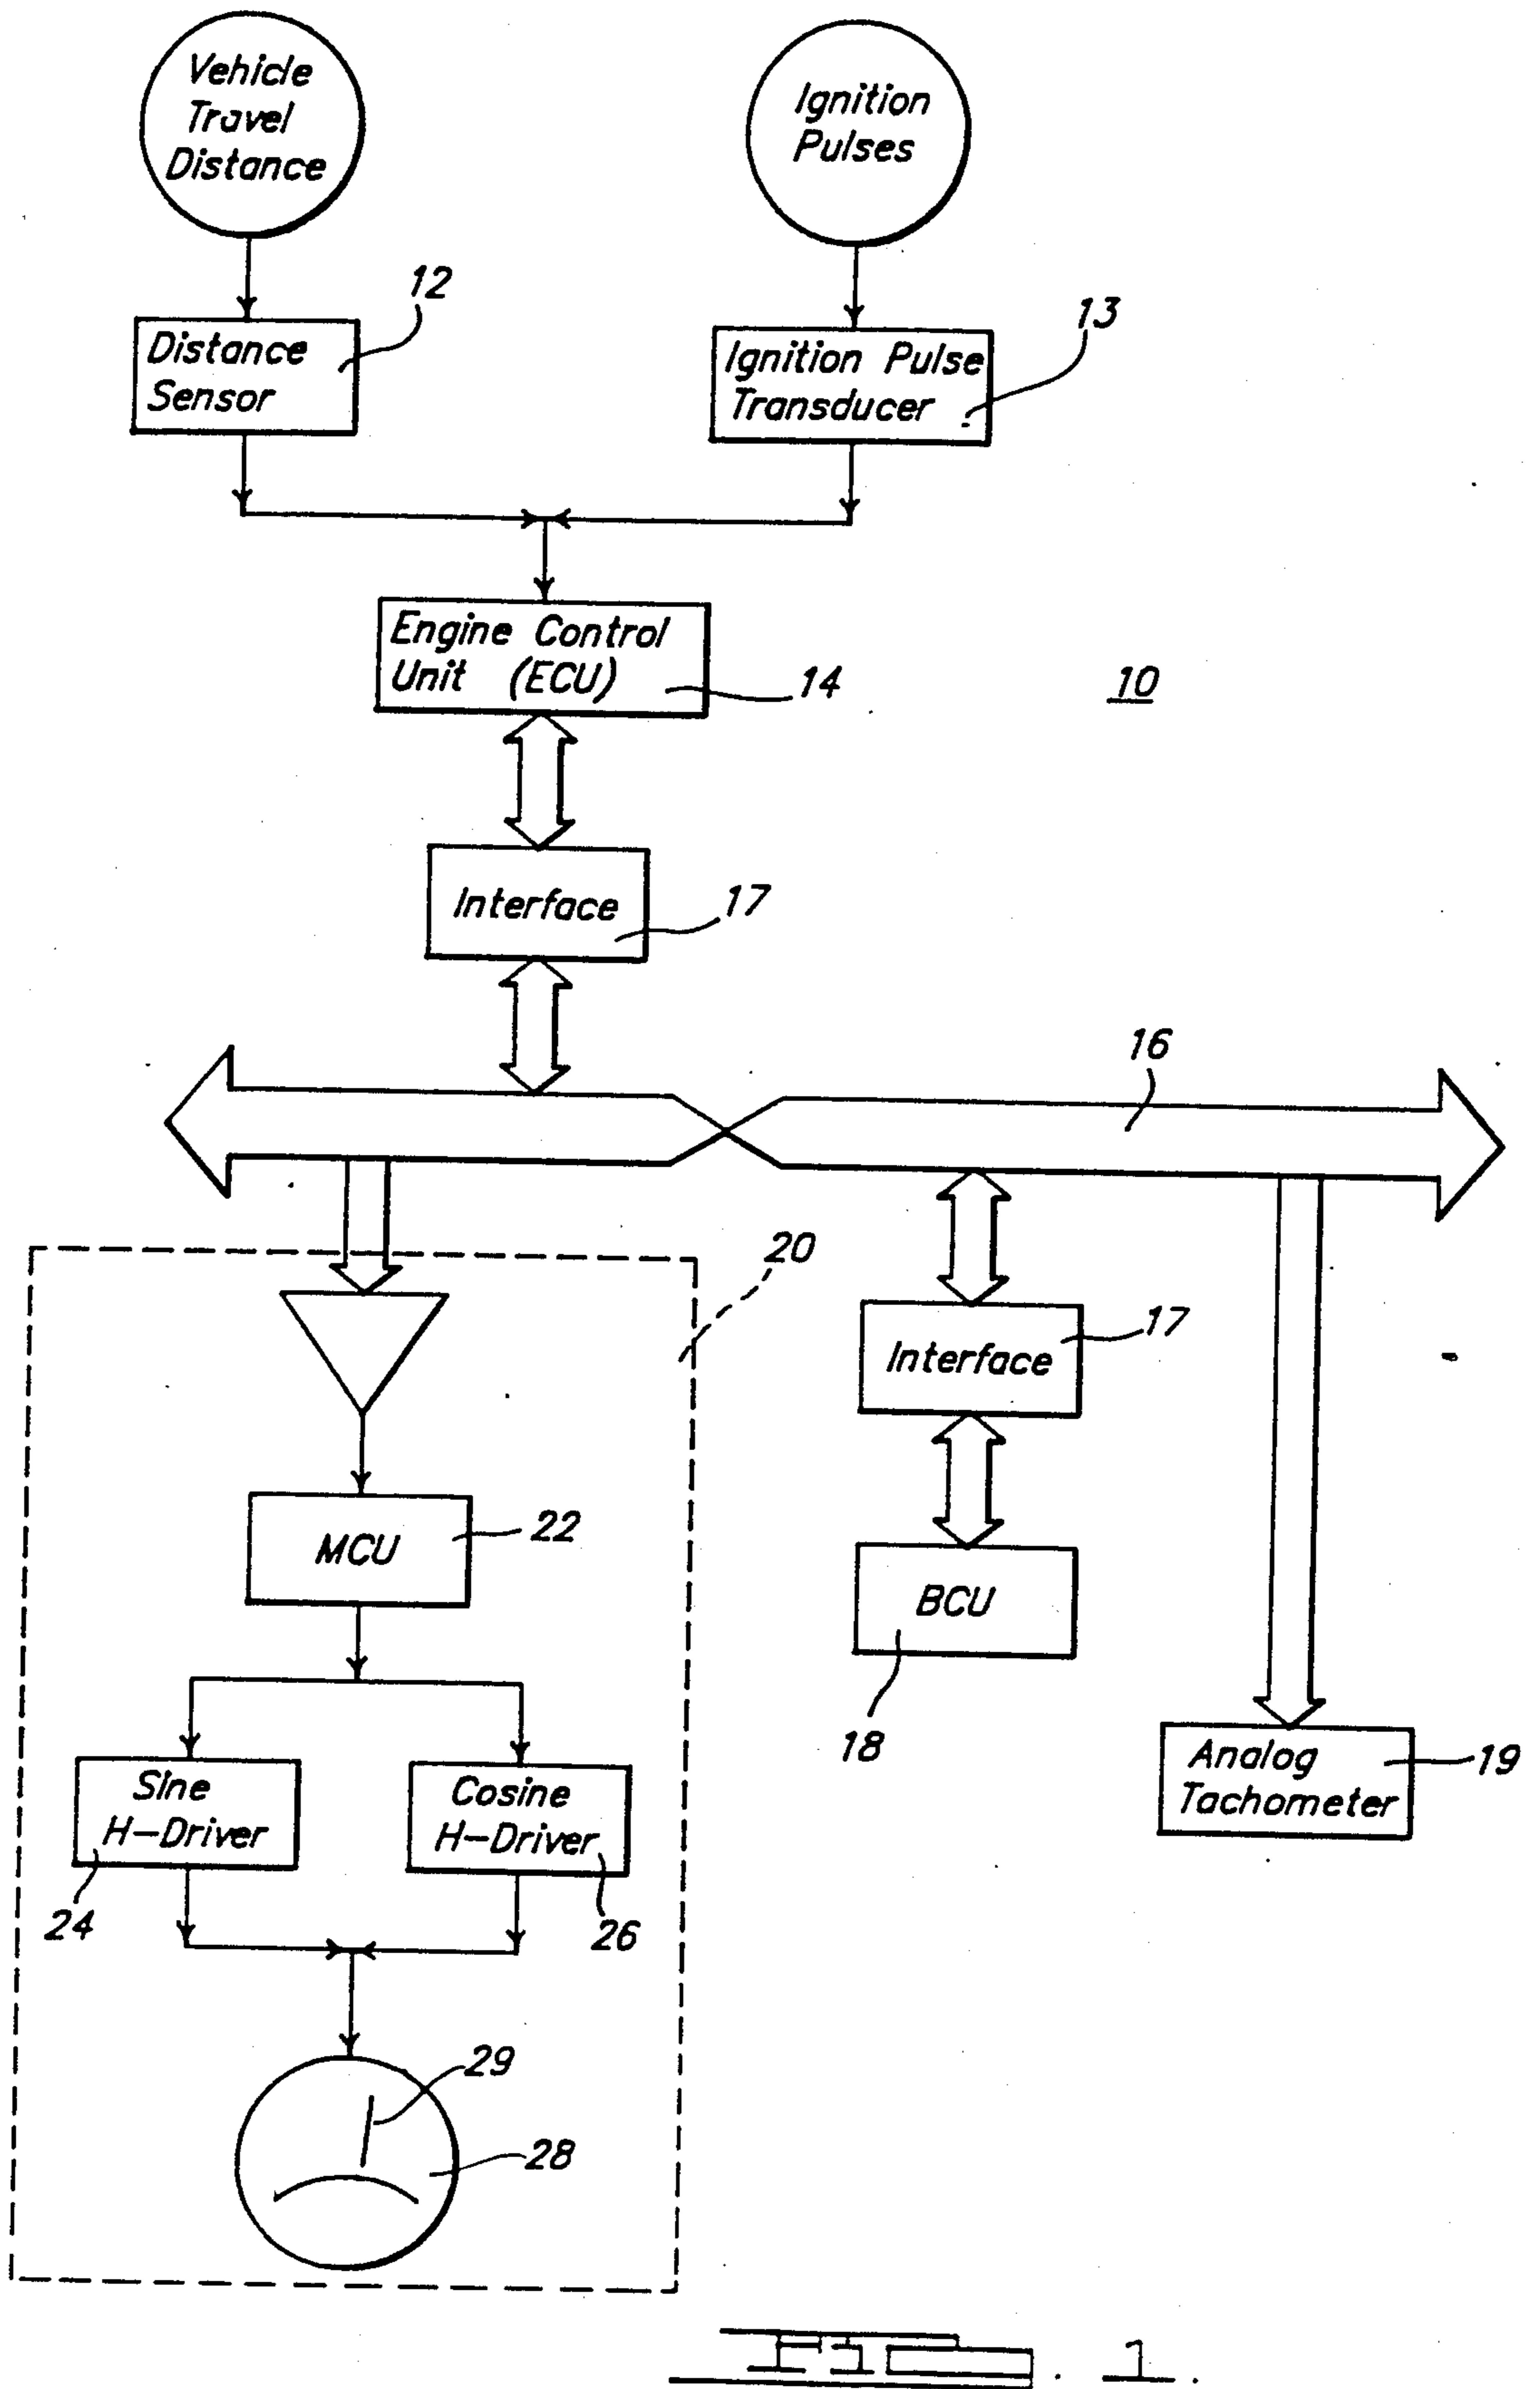 Vehicle
Travel
Distance
Ignition
Pulses
12
13
Distance
Sensor
Ignition Pulse
Transducer
Engine Control
Unit (ECU)
14
10
Interface
17
16
20
Interface
17
MCU
22
BCU
18
Sine
H-Driver
24
Cosine
H-Driver
26
Analog
Tachometer
19
29
28
FIG. 1.